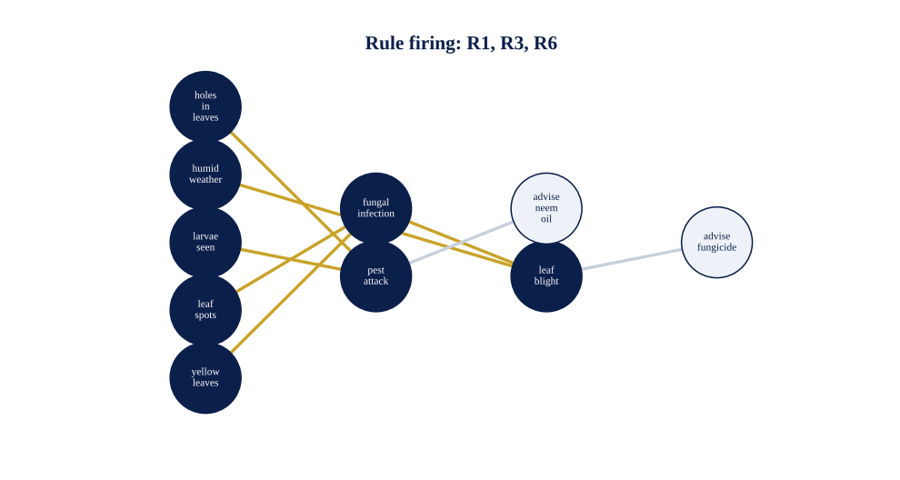 Rule firing: R1, R3, R6
holes
in
leaves
humid
weather
larvae
seen
leaf
spots
yellow
leaves
fungal
infection
pest
attack
advise
neem
oil
leaf
blight
advise
fungicide